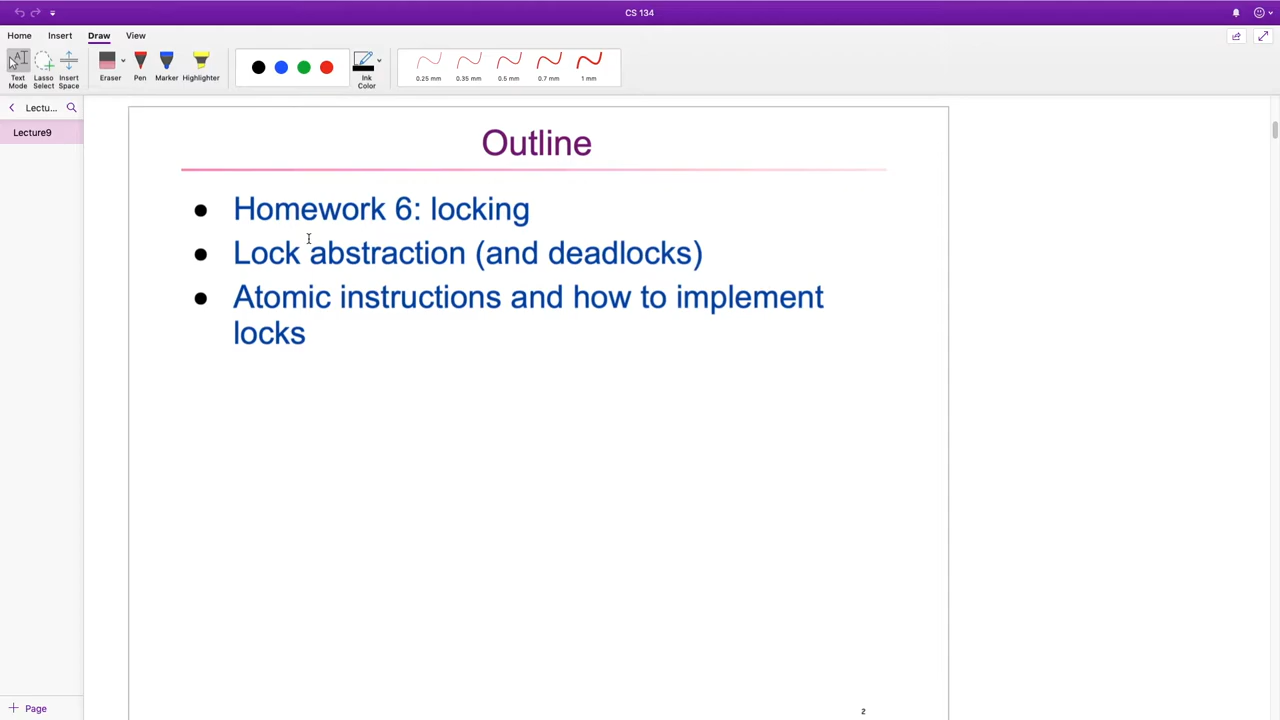 CS 134
Home Insert Draw View
Text Mode
Lasso Select
Insert Space
Eraser
Pen
Marker
Highlighter
Ink Color
0.25 mm
0.35 mm
0.5 mm
0.7 mm
1 mm
Lectu...
Lecture9
Outline
● Homework 6: locking
● Lock abstraction (and deadlocks)
● Atomic instructions and how to implement
locks
2
+ Page